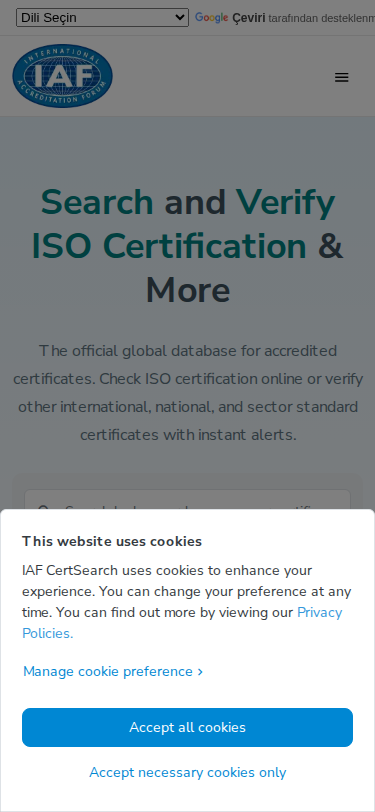 Dili Seçin
Google Çeviri tarafından desteklenm
INTERNATIONAL
IAF
ACCREDITATION FORUM
Search and Verify
ISO Certification &
More
The official global database for accredited
certificates. Check ISO certification online or verify
other international, national, and sector standard
certificates with instant alerts.
This website uses cookies
IAF CertSearch uses cookies to enhance your
experience. You can change your preference at any
time. You can find out more by viewing our Privacy
Policies.
Manage cookie preference
Accept all cookies
Accept necessary cookies only